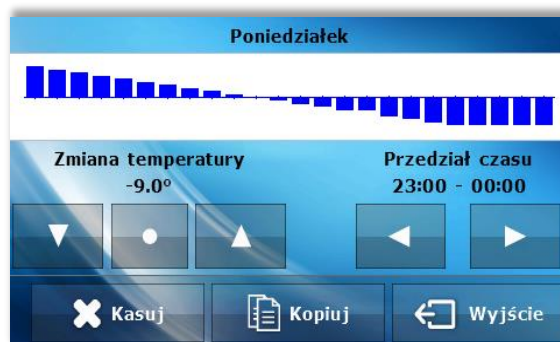 Poniedziałek
Zmiana temperatury
-9.0°
Przedział czasu
23:00 - 00:00
Kasuj
Kopiuj
Wyjście